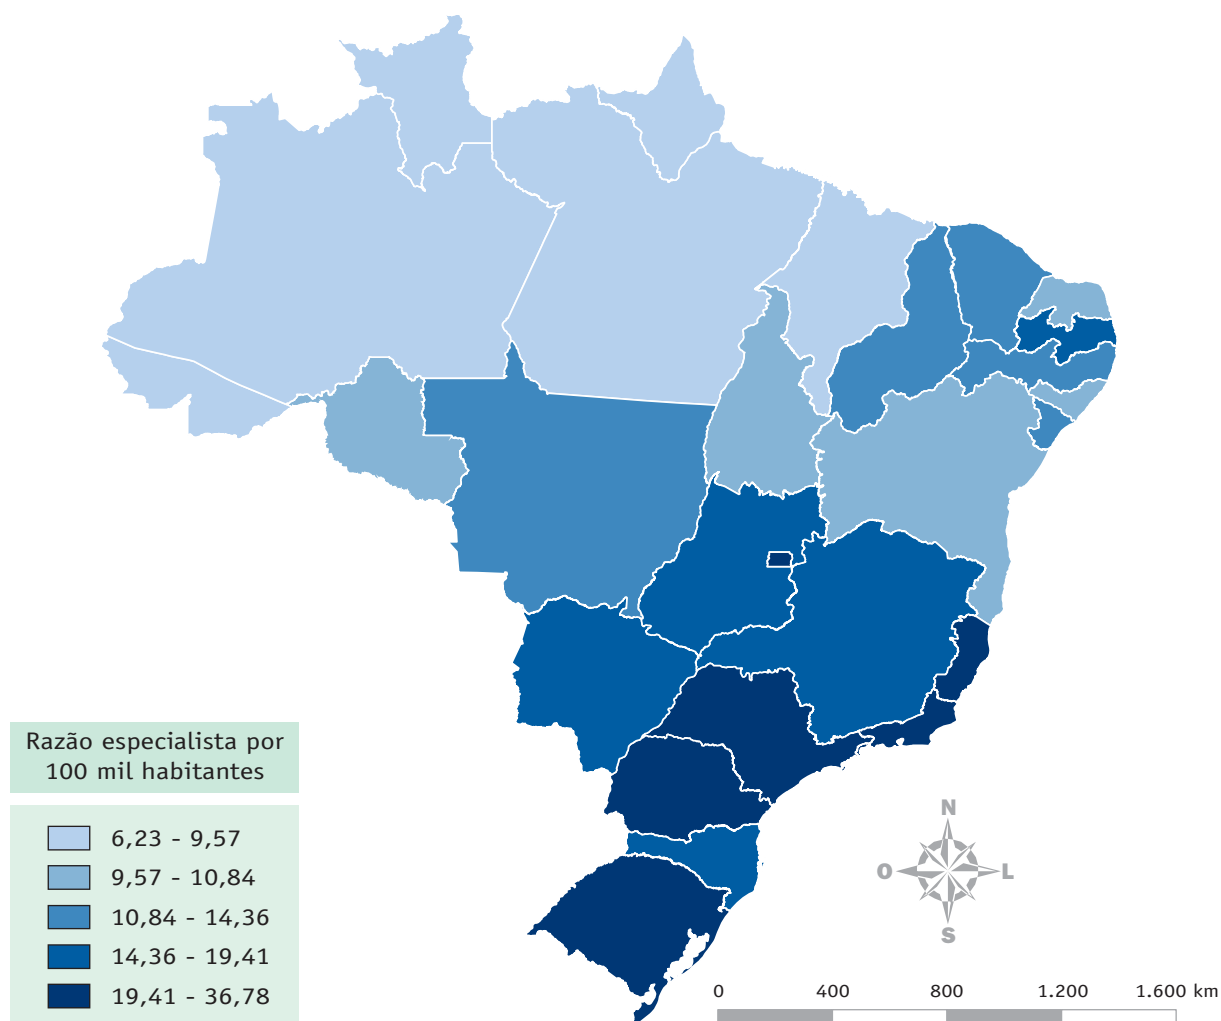 Razão especialista por
100 mil habitantes
6,23 - 9,57
9,57 - 10,84
10,84 - 14,36
14,36 - 19,41
19,41 - 36,78
N
O
L
S
0 400 800 1.200 1.600 km